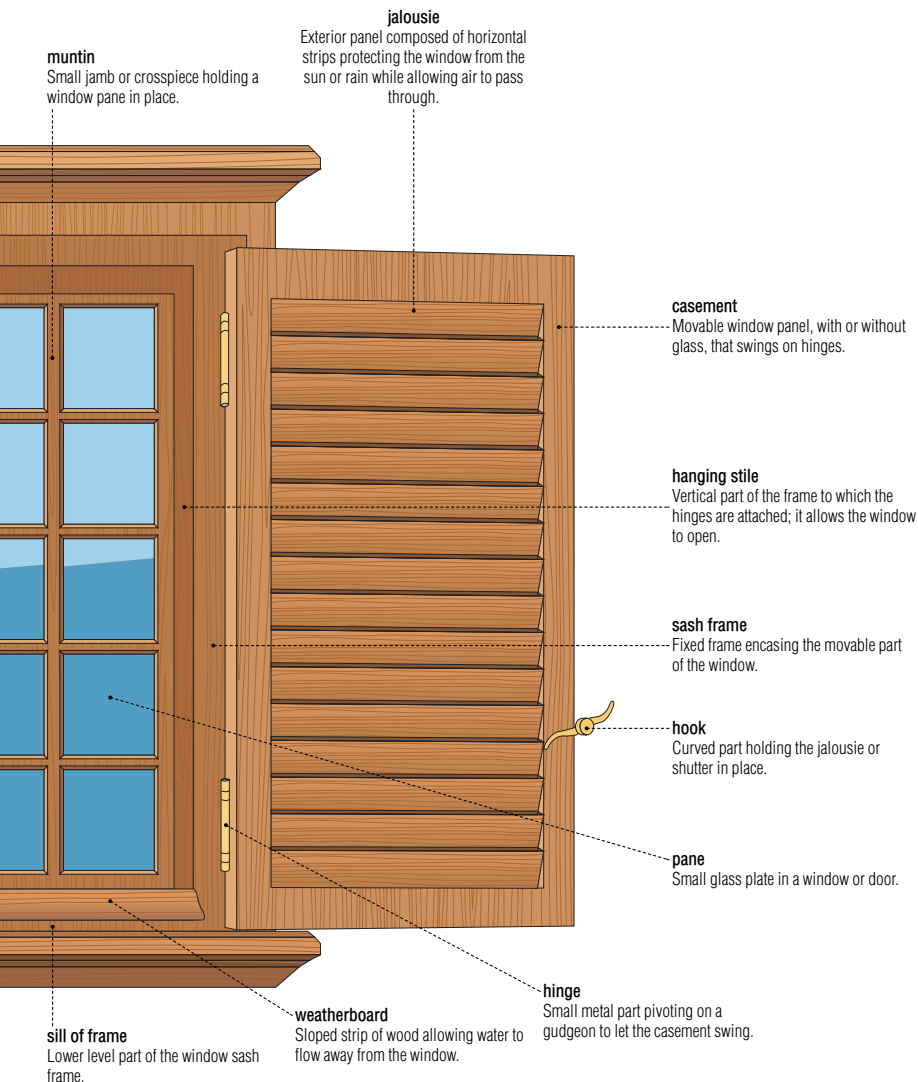 jalousie
Exterior panel composed of horizontal
strips protecting the window from the
sun or rain while allowing air to pass
through.
muntin
Small jamb or crosspiece holding a
window pane in place.
casement
Movable window panel, with or without
glass, that swings on hinges.
hanging stile
Vertical part of the frame to which the
hinges are attached; it allows the window
to open.
sash frame
Fixed frame encasing the movable part
of the window.
hook
Curved part holding the jalousie or
shutter in place.
pane
Small glass plate in a window or door.
hinge
Small metal part pivoting on a
gudgeon to let the casement swing.
weatherboard
Sloped strip of wood allowing water to
flow away from the window.
sill of frame
Lower level part of the window sash
frame.